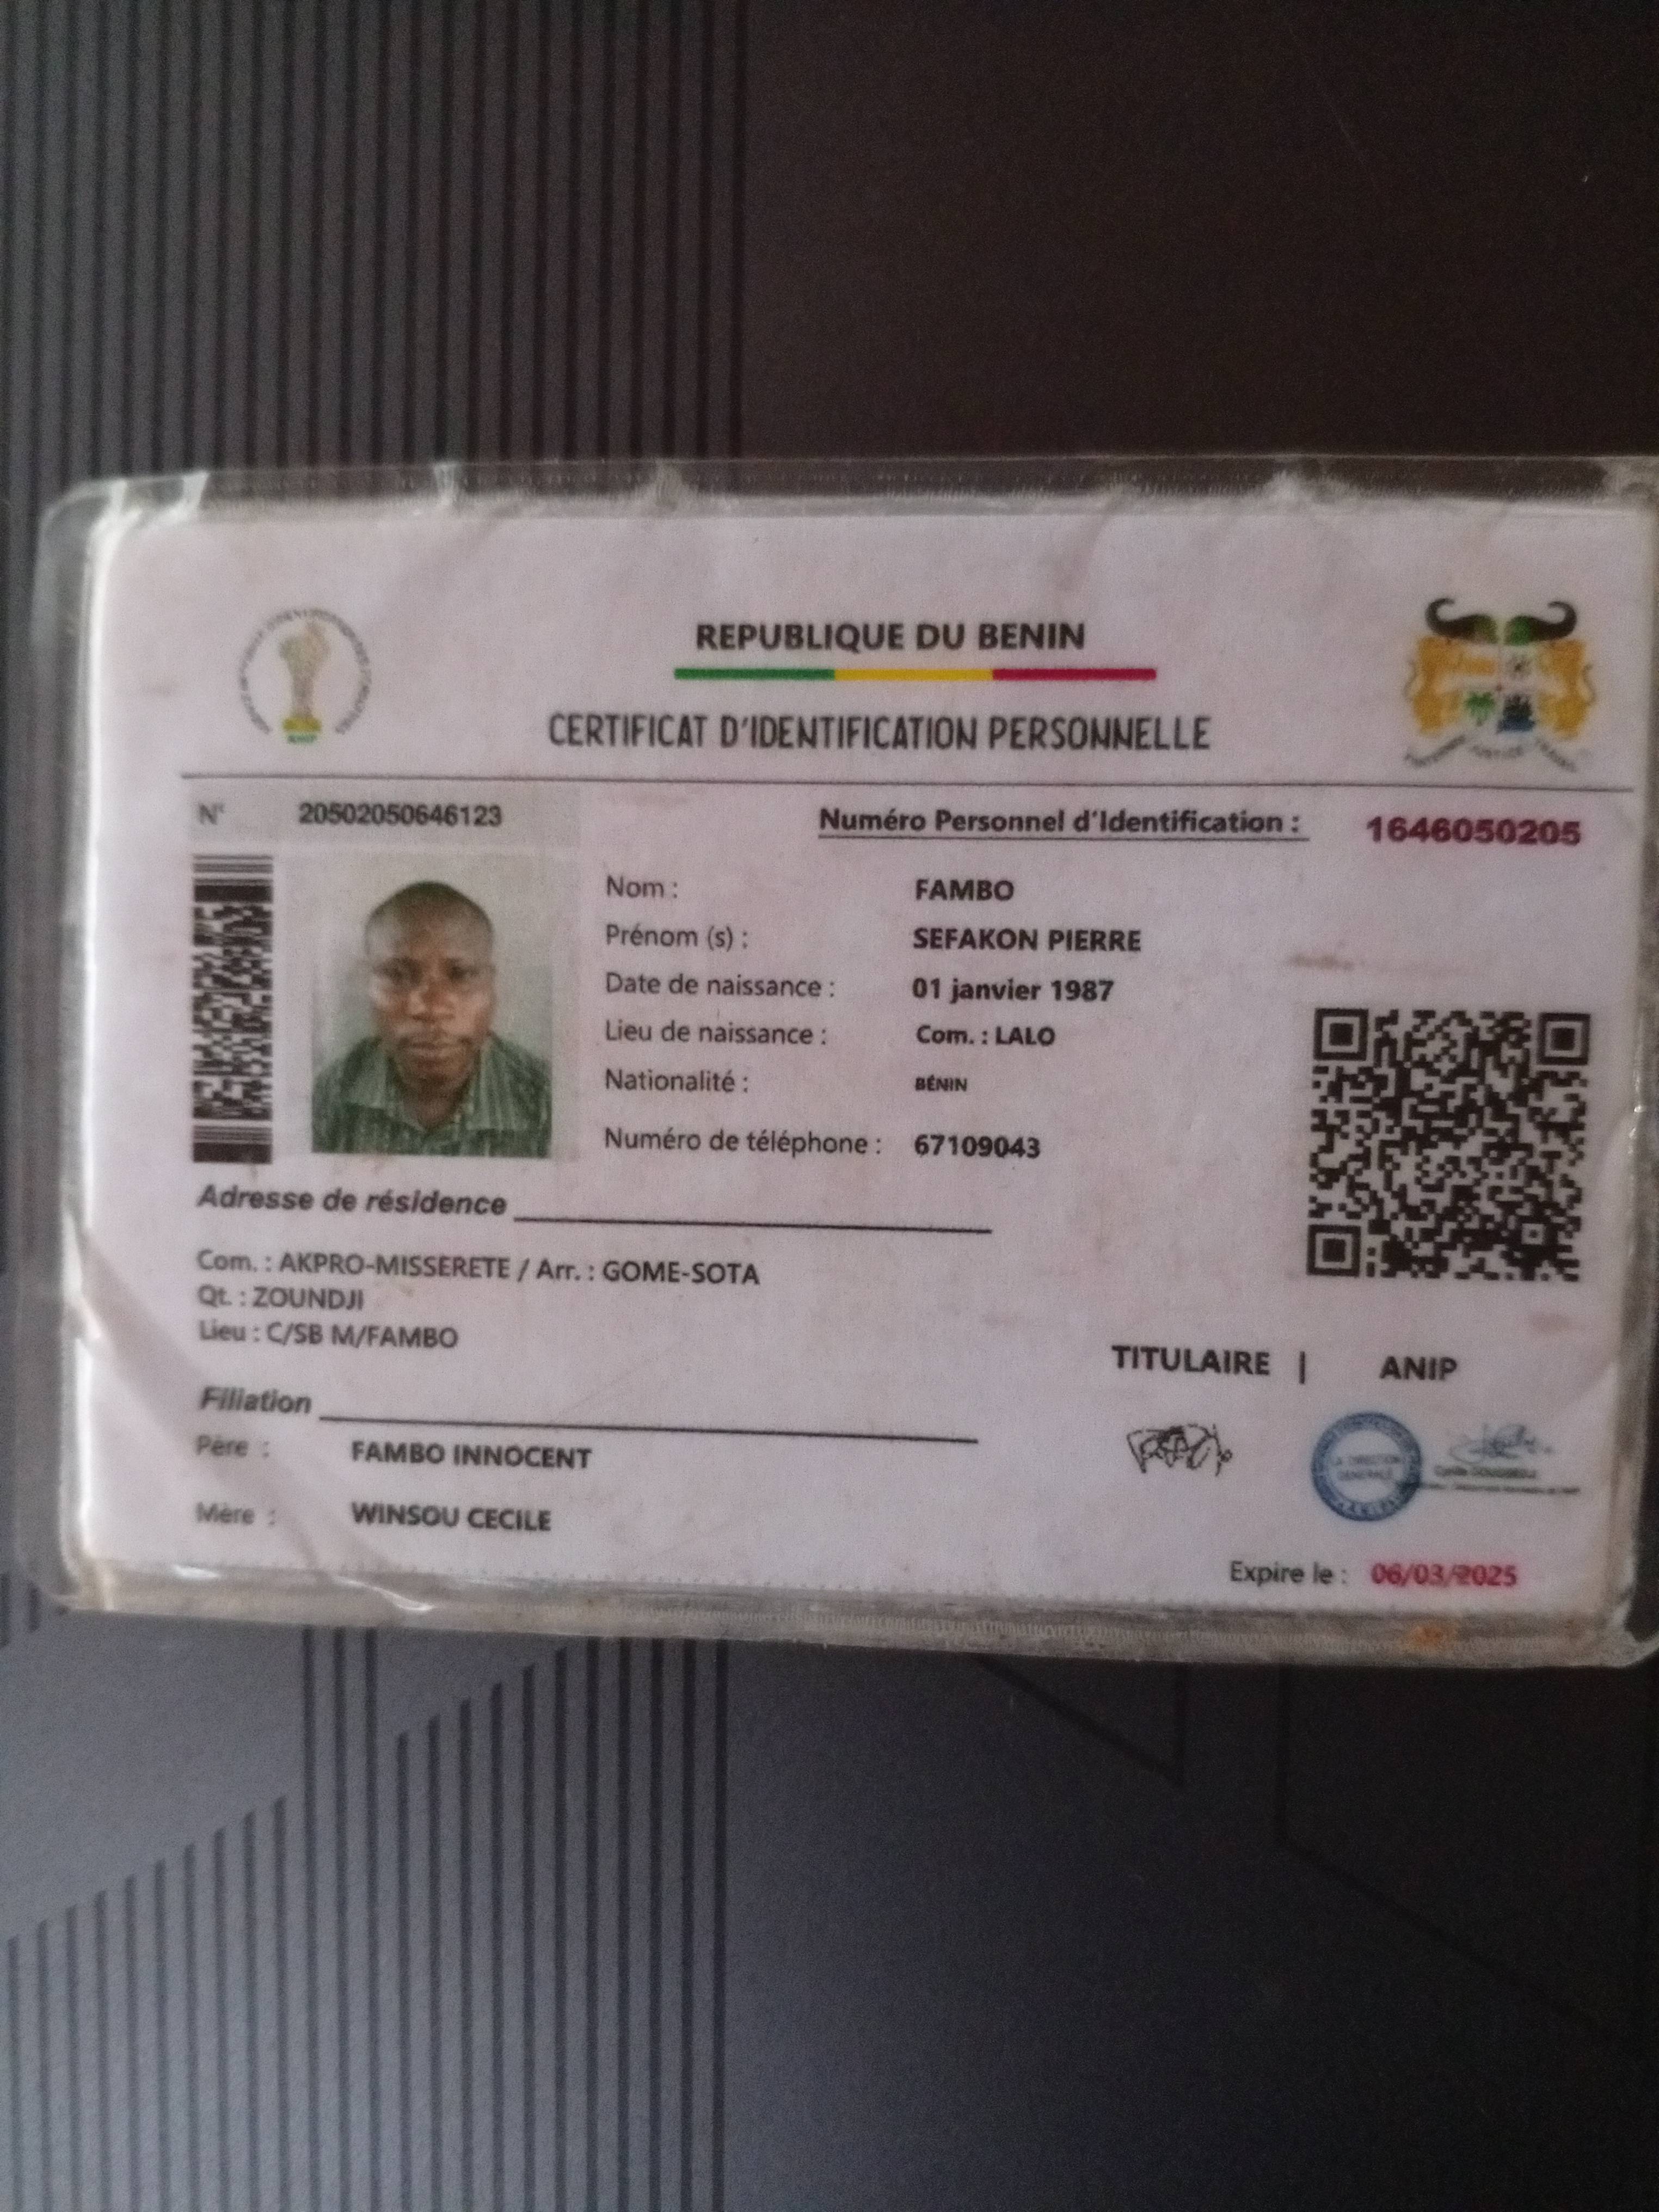 REPUBLIQUE DU BENIN
CERTIFICAT D'IDENTIFICATION PERSONNELLE
N° 20502050646123
Numéro Personnel d'Identification : 1646050205
Nom : FAMBO
Prénom (s) : SEFAKON PIERRE
Date de naissance : 01 janvier 1987
Lieu de naissance : Com. : LALO
Nationalité : BÉNIN
Numéro de téléphone : 67109043
Adresse de résidence
Com. : AKPRO-MISSERETE / Arr. : GOME-SOTA
Qt. : ZOUNDJI
Lieu : C/SB M/FAMBO
TITULAIRE | ANIP
Filiation
Père : FAMBO INNOCENT
Mère : WINSOU CECILE
LA DIRECTION
GENERALE
Expire le : 06/03/2025